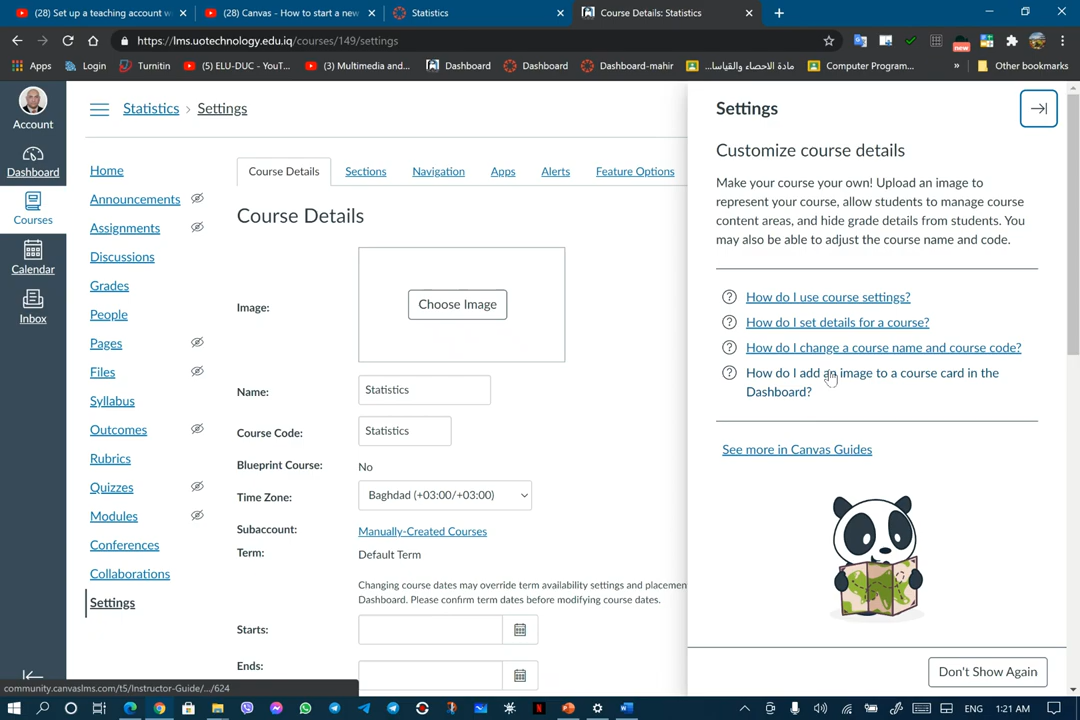 (28) Set up a teaching account w
(28) Canvas - How to start a new
Statistics
Course Details: Statistics
https://lms.uotechnology.edu.iq/courses/149/settings
new
Apps
Login
Turnitin
(5) ELU-DUC - YouT...
(3) Multimedia and...
Dashboard
Dashboard
Dashboard-mahir
مادة الاحصاء والقياسا...
Computer Program...
»
Other bookmarks
Account
Dashboard
Courses
Calendar
Inbox
Statistics › Settings
Home
Announcements
Assignments
Discussions
Grades
People
Pages
Files
Syllabus
Outcomes
Rubrics
Quizzes
Modules
Conferences
Collaborations
Settings
Course Details
Sections
Navigation
Apps
Alerts
Feature Options
Course Details
Image:
Choose Image
Name:
Statistics
Course Code:
Statistics
Blueprint Course:
No
Time Zone:
Baghdad (+03:00/+03:00)
Subaccount:
Manually-Created Courses
Term:
Default Term
Changing course dates may override term availability settings and placemen
Dashboard. Please confirm term dates before modifying course dates.
Starts:
Ends:
Settings
Customize course details
Make your course your own! Upload an image to
represent your course, allow students to manage course
content areas, and hide grade details from students. You
may also be able to adjust the course name and code.
How do I use course settings?
How do I set details for a course?
How do I change a course name and course code?
How do I add an image to a course card in the
Dashboard?
See more in Canvas Guides
Don't Show Again
community.canvaslms.com/t5/Instructor-Guide/.../624
ENG
1:21 AM